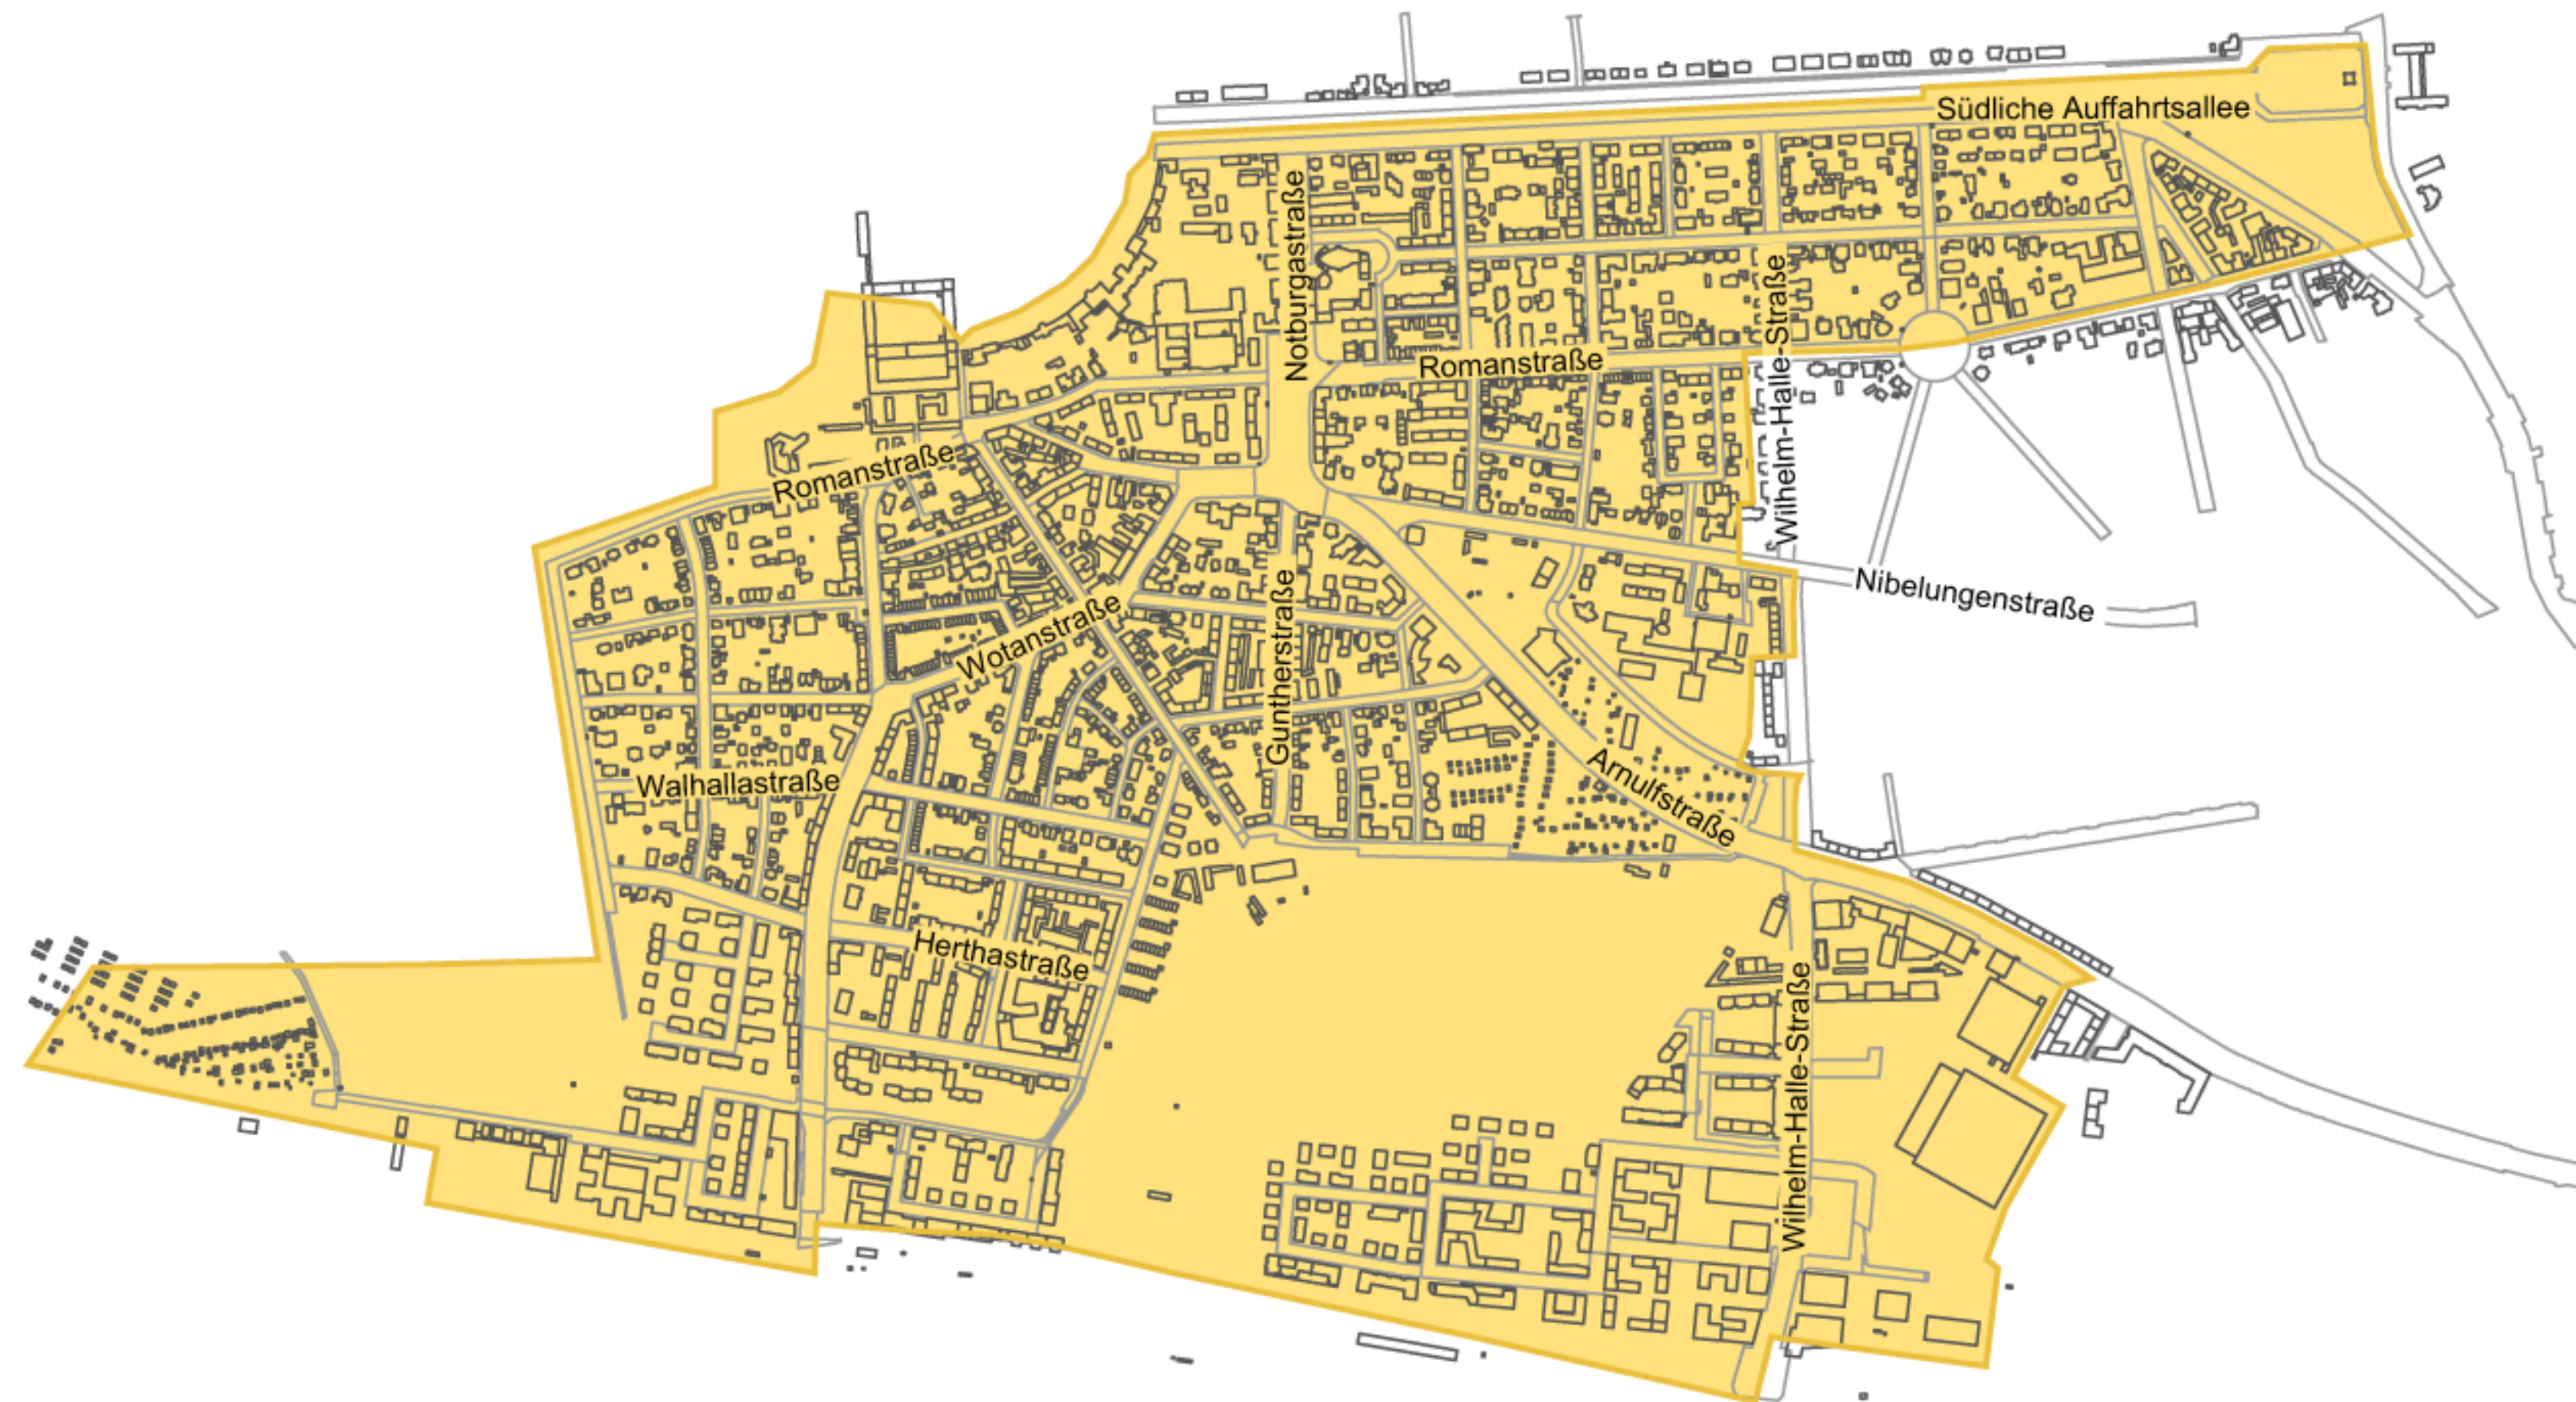 Südliche Auffahrtsallee
Notburgastraße
Romanstraße
Wilhelm-Halle-Straße
Romanstraße
Nibelungenstraße
Wotanstraße
Guntherstraße
Walhallastraße
Arnulfstraße
Herthastraße
Wilhelm-Halle-Straße